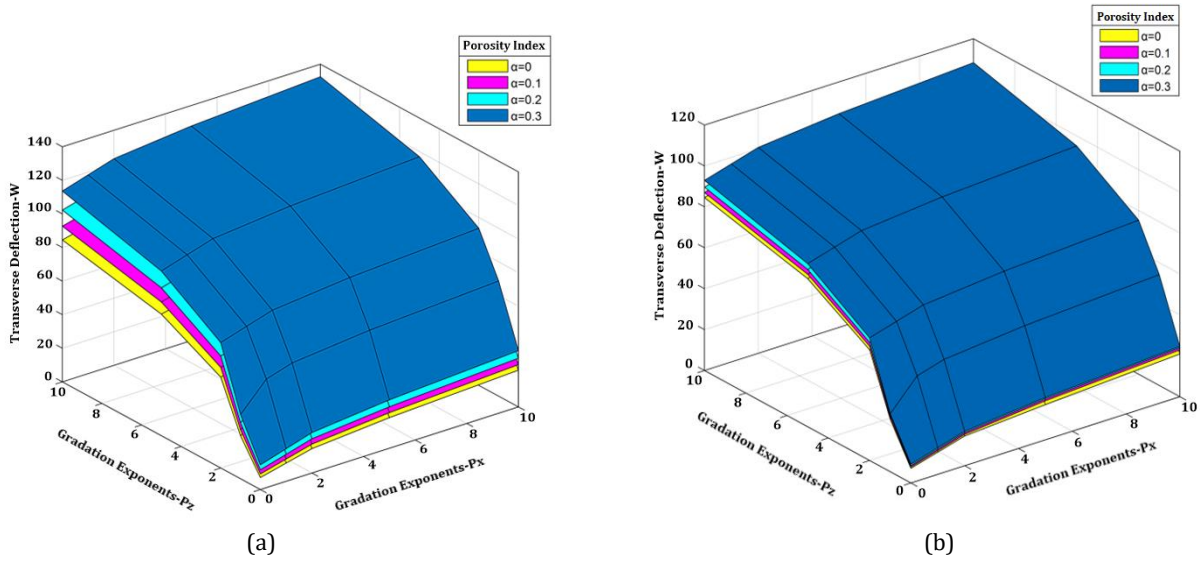 Porosity Index
α=0
α=0.1
α=0.2
α=0.3
Transverse Deflection-W
140
120
100
80
60
40
20
0
10
8
6
4
2
0
Gradation Exponents-Pz
0
2
4
6
8
10
Gradation Exponents-Px
(a)
Porosity Index
α=0
α=0.1
α=0.2
α=0.3
Transverse Deflection-W
120
100
80
60
40
20
0
10
8
6
4
2
0
Gradation Exponents-Pz
0
2
4
6
8
10
Gradation Exponents-Px
(b)